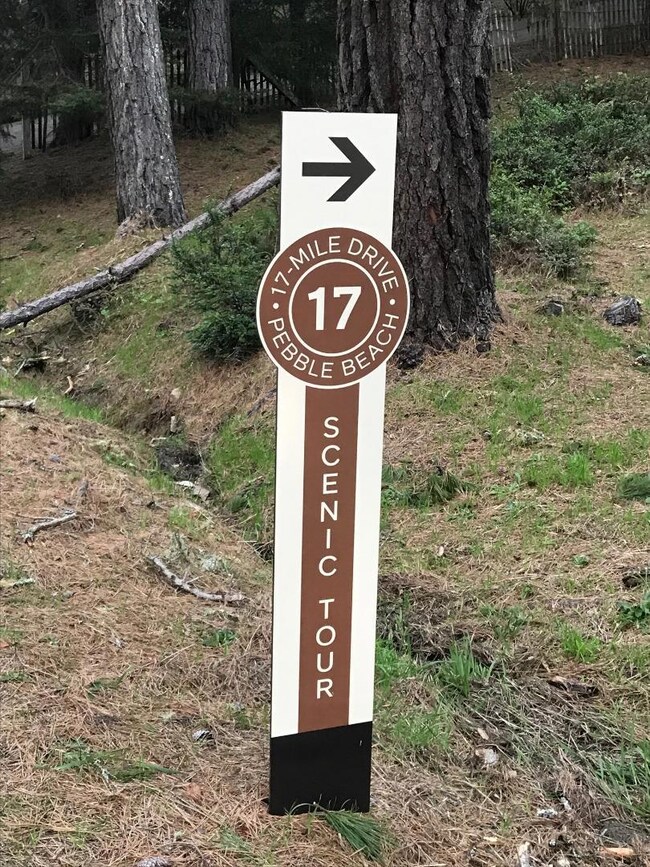 →
17-MILE DRIVE
17
• PEBBLE BEACH •
SCENIC TOUR